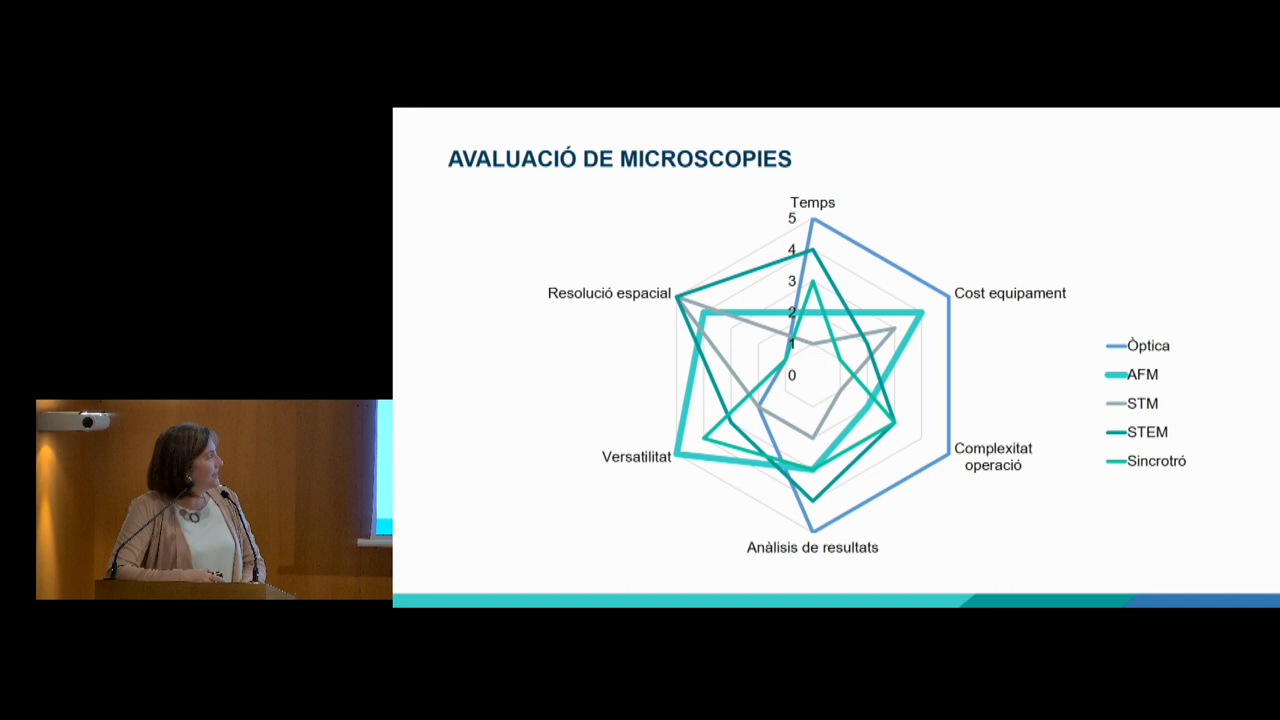 AVALUACIÓ DE MICROSCOPIES
Temps
5
4
3
2
1
0
Resolució espacial
Cost equipament
Versatilitat
Complexitat
operació
Anàlisis de resultats
Òptica
AFM
STM
STEM
Sincrotró